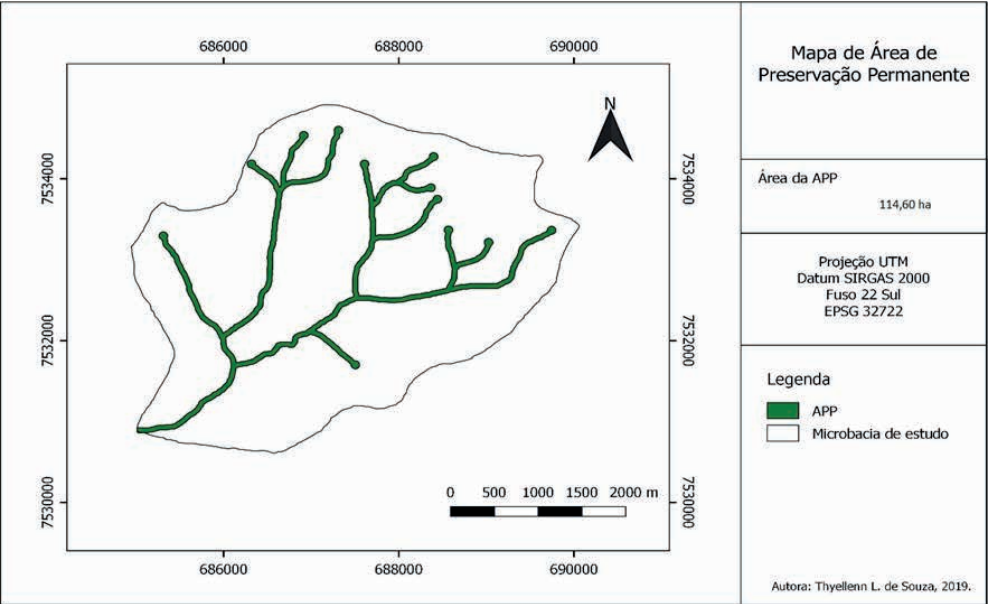 686000 688000 690000
N
7534000
7534000
7532000
7532000
7530000
7530000
0 500 1000 1500 2000 m
686000 688000 690000
Mapa de Área de
Preservação Permanente
Área da APP
114,60 ha
Projeção UTM
Datum SIRGAS 2000
Fuso 22 Sul
EPSG 32722
Legenda
APP
Microbacia de estudo
Autora: Thyellenn L. de Souza, 2019.